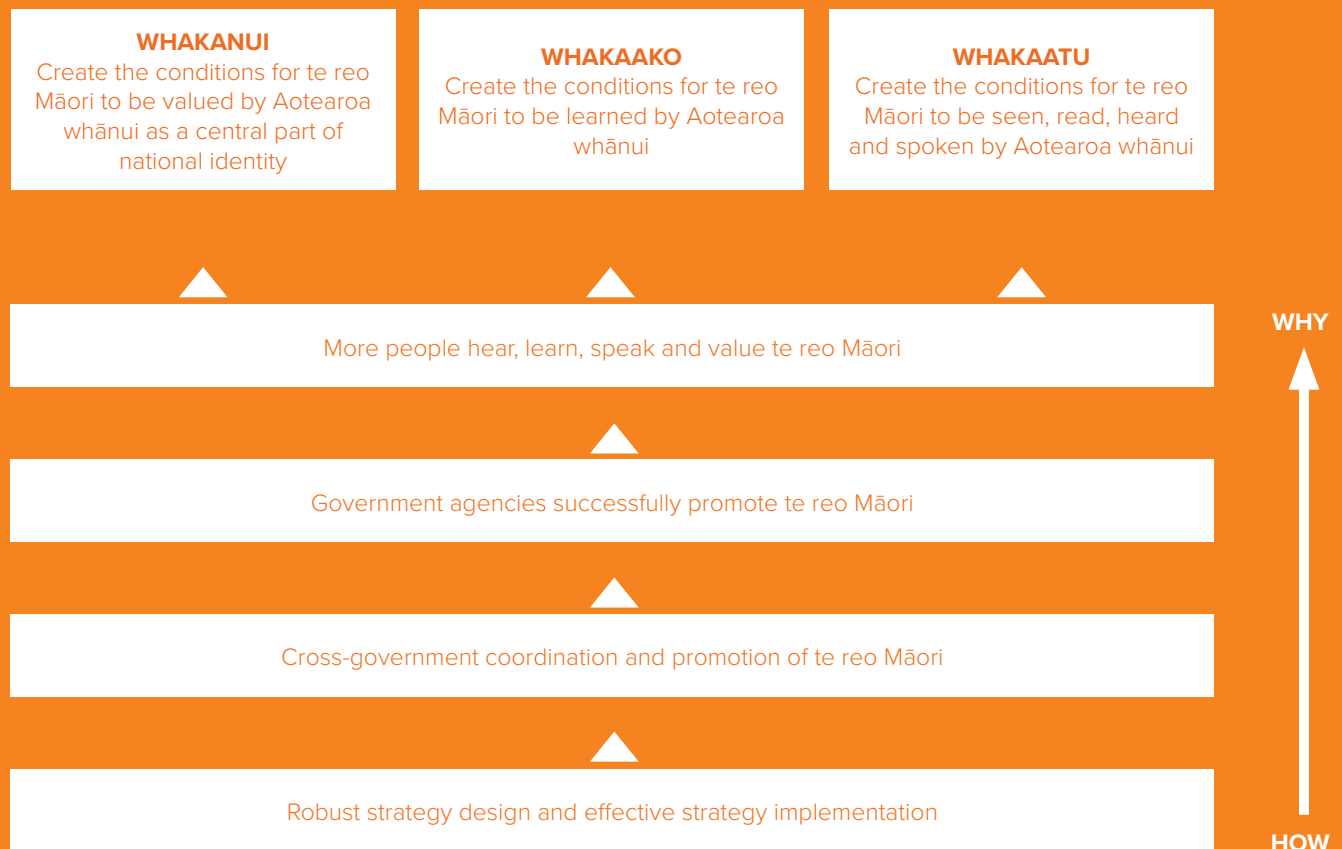 WHAKANUI
Create the conditions for te reo
Māori to be valued by Aotearoa
whānui as a central part of
national identity
WHAKAAKO
Create the conditions for te reo
Māori to be learned by Aotearoa
whānui
WHAKAATU
Create the conditions for te reo
Māori to be seen, read, heard
and spoken by Aotearoa whānui
WHY
More people hear, learn, speak and value te reo Māori
Government agencies successfully promote te reo Māori
Cross-government coordination and promotion of te reo Māori
Robust strategy design and effective strategy implementation
HOW